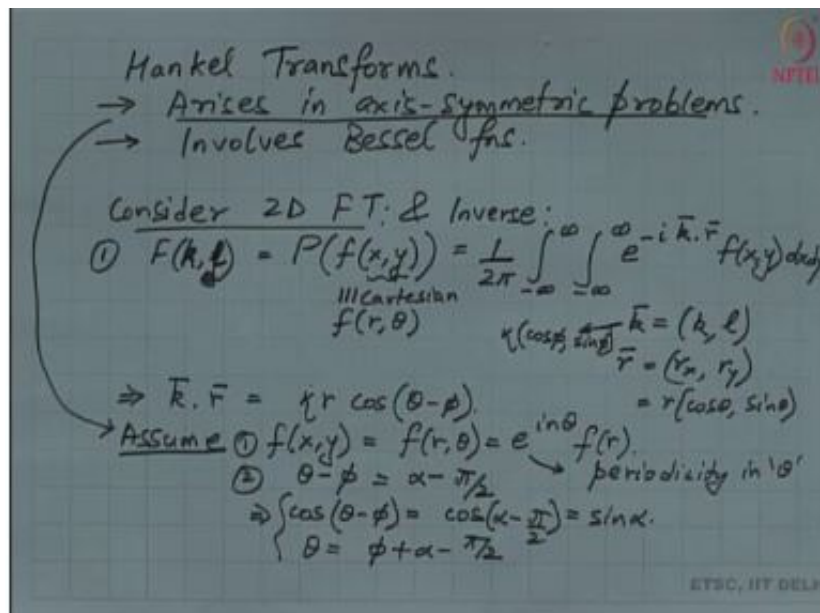 Hankel Transforms.
NPTEL
→ Arises in axis-symmetric problems.
→ Involves Bessel fns.
Consider 2D FT: & Inverse:
① F(k, l) = P(f(x,y)) = 1/2π ∫_{-∞}^{∞} ∫_{-∞}^{∞} e^{-i k̄.r̄} f(x,y) dxdy
||| Cartesian
f(r,θ)
η(cosφ, sinφ) ← k̄ = (k, l)
r̄ = (r_x, r_y)
= r(cosθ, sinθ)
⇒ k̄.r̄ = η r cos(θ-φ).
Assume ① f(x,y) = f(r,θ) = e^{inθ} f(r).
→ periodicity in 'θ'
② θ-φ = α - π/2
⇒ { cos(θ-φ) = cos(α - π/2) = sinα.
θ = φ+α - π/2
ETSC, IIT DELHI